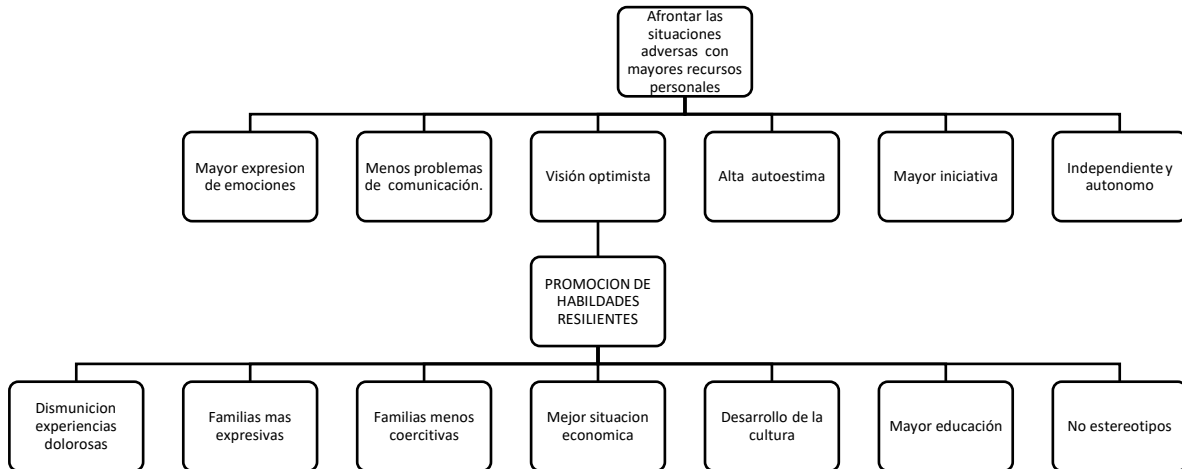 Afrontar las
situaciones
adversas con
mayores recursos
personales
Mayor expresion
de emociones
Menos problemas
de comunicación.
Visión optimista
Alta autoestima
Mayor iniciativa
Independiente y
autonomo
PROMOCION DE
HABILDADES
RESILIENTES
Dismunicion
experiencias
dolorosas
Familias mas
expresivas
Familias menos
coercitivas
Mejor situacion
economica
Desarrollo de la
cultura
Mayor educación
No estereotipos